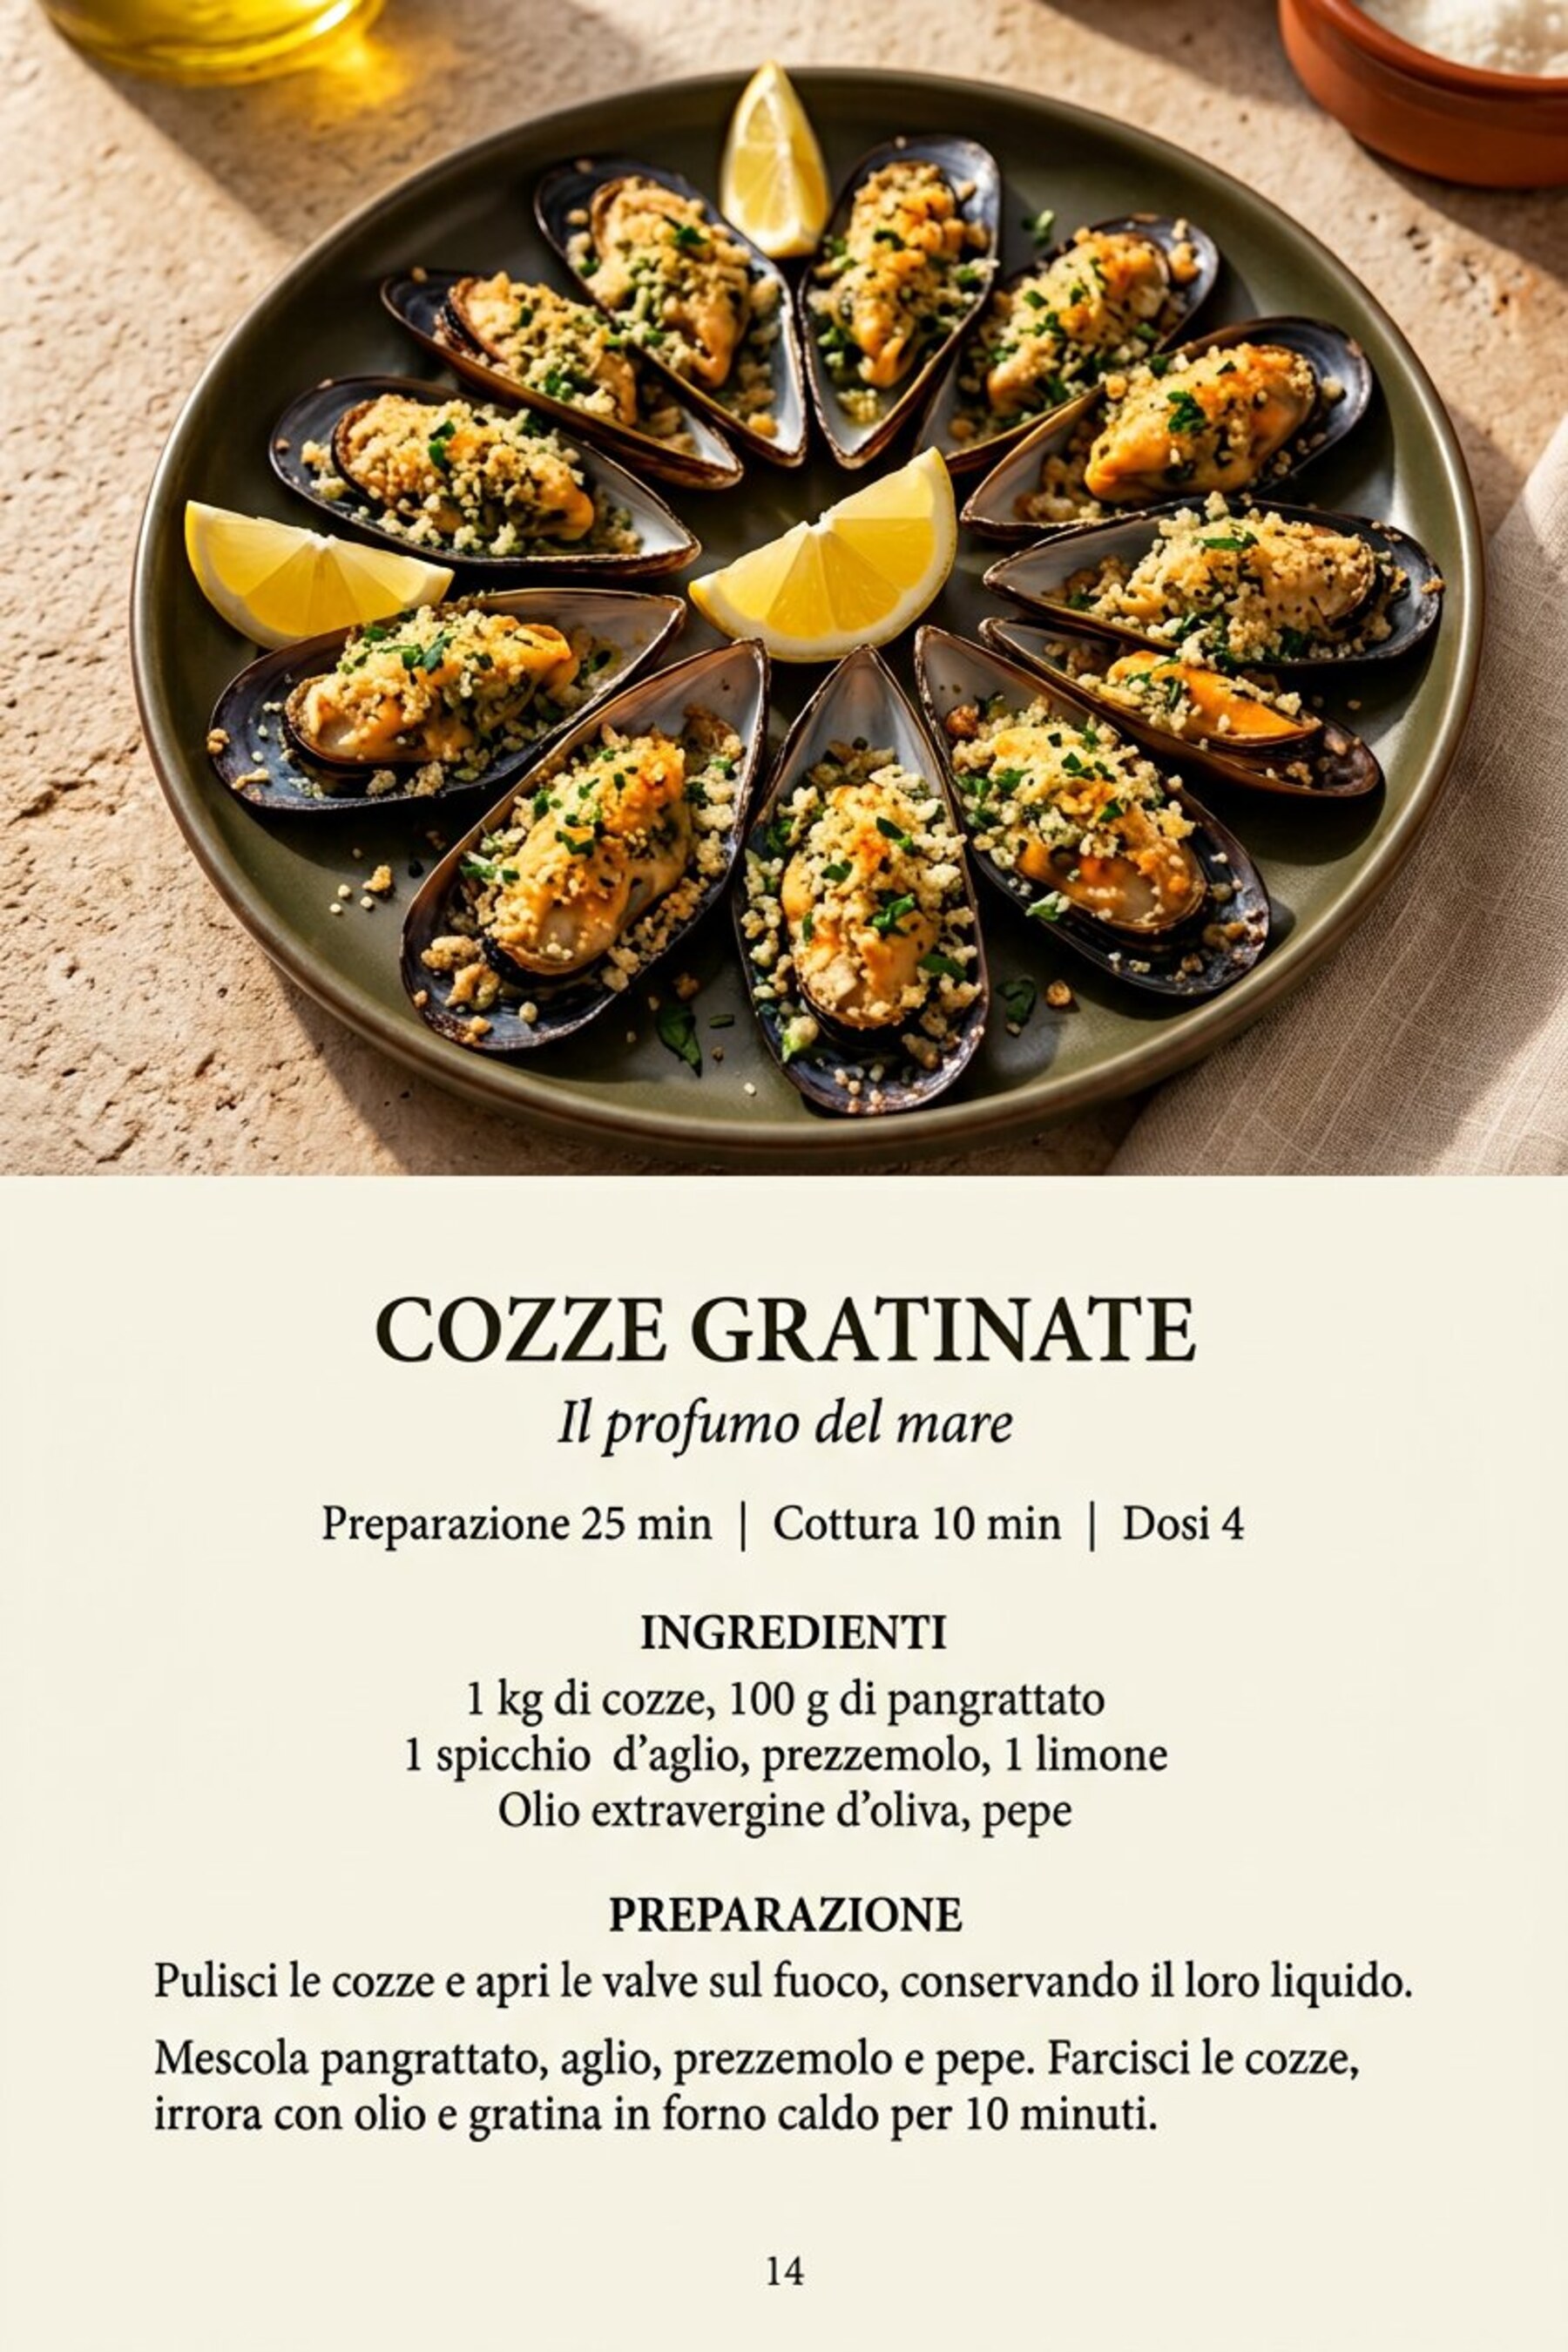 COZZE GRATINATE
Il profumo del mare
Preparazione 25 min | Cottura 10 min | Dosi 4
INGREDIENTI
1 kg di cozze, 100 g di pangrattato
1 spicchio d’aglio, prezzemolo, 1 limone
Olio extravergine d’oliva, pepe
PREPARAZIONE
Pulisci le cozze e apri le valve sul fuoco, conservando il loro liquido.
Mescola pangrattato, aglio, prezzemolo e pepe. Farcisci le cozze,
irrora con olio e gratina in forno caldo per 10 minuti.
14